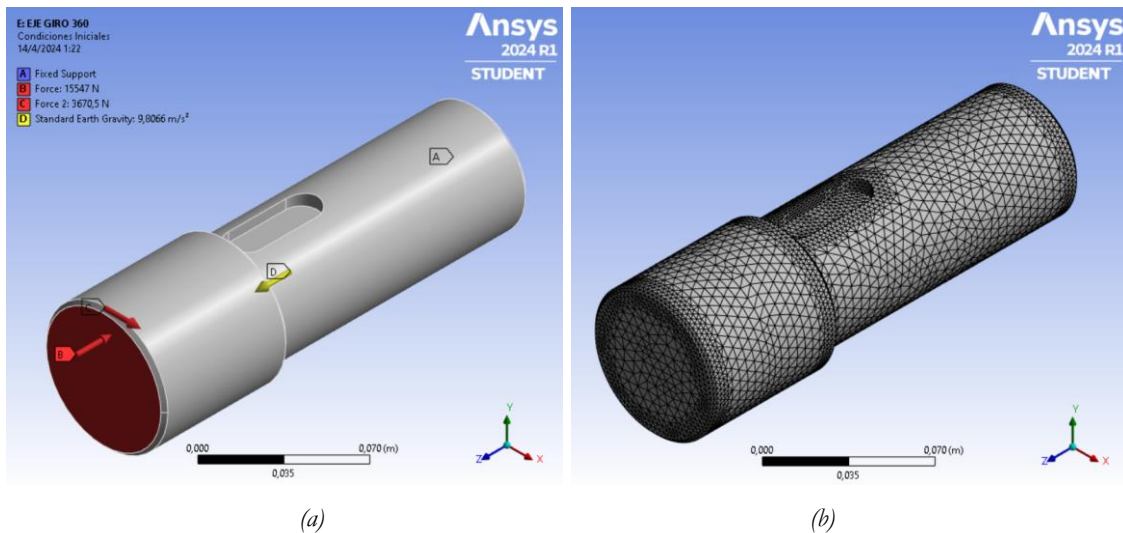 E: EJE GIRO 360
Condiciones Iniciales
14/4/2024 1:22
A Fixed Support
B Force: 15547 N
C Force 2: 3670,5 N
D Standard Earth Gravity: 9,8066 m/s²
Ansys
2024 R1
STUDENT
A
D
C
B
0,000
0,070 (m)
0,035
Y
Z
X
(a)
Ansys
2024 R1
STUDENT
0,000
0,070 (m)
0,035
Y
Z
X
(b)